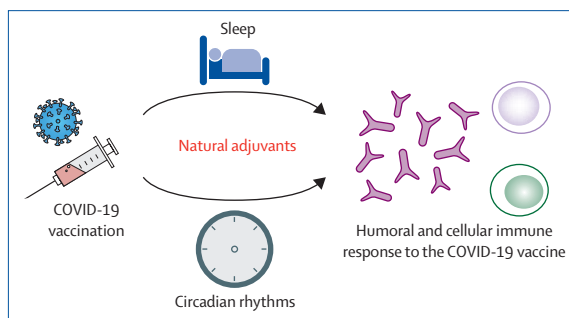 Sleep
Natural adjuvants
COVID-19
vaccination
Circadian rhythms
Humoral and cellular immune
response to the COVID-19 vaccine